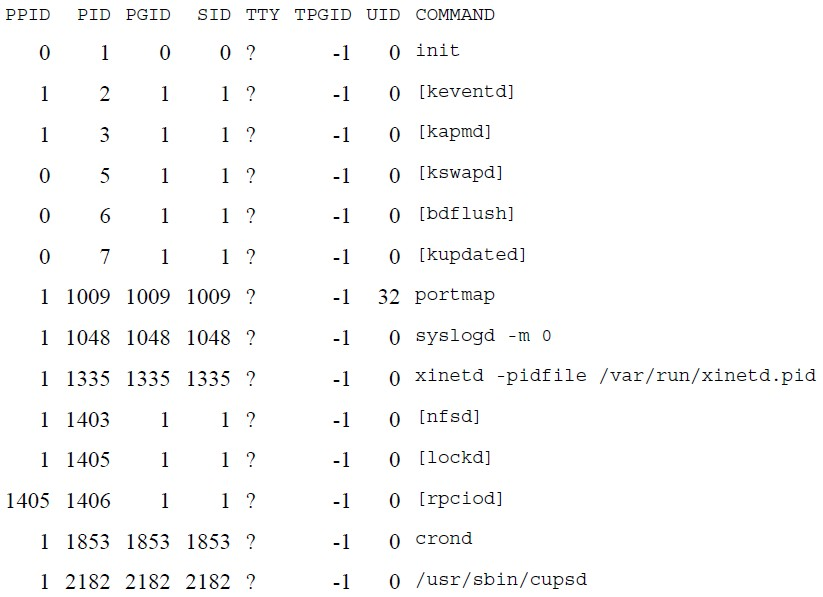 PPID PID PGID SID TTY TPGID UID COMMAND
0 1 0 0 ? -1 0 init
1 2 1 1 ? -1 0 [keventd]
1 3 1 1 ? -1 0 [kapmd]
0 5 1 1 ? -1 0 [kswapd]
0 6 1 1 ? -1 0 [bdflush]
0 7 1 1 ? -1 0 [kupdated]
1 1009 1009 1009 ? -1 32 portmap
1 1048 1048 1048 ? -1 0 syslogd -m 0
1 1335 1335 1335 ? -1 0 xinetd -pidfile /var/run/xinetd.pid
1 1403 1 1 ? -1 0 [nfsd]
1 1405 1 1 ? -1 0 [lockd]
1405 1406 1 1 ? -1 0 [rpciod]
1 1853 1853 1853 ? -1 0 crond
1 2182 2182 2182 ? -1 0 /usr/sbin/cupsd